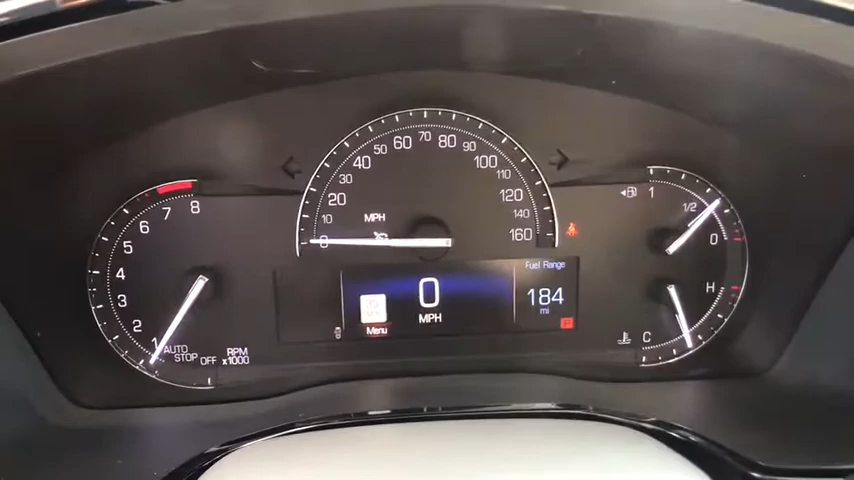 10 20 30 40 50 60 70 80 90 100 110 120 140 160
MPH
0
1 2 3 4 5 6 7 8
AUTO
STOP
OFF
RPM
x1000
Menu
0
MPH
Fuel Range
184
mi
P
1
1/2
0
H
C